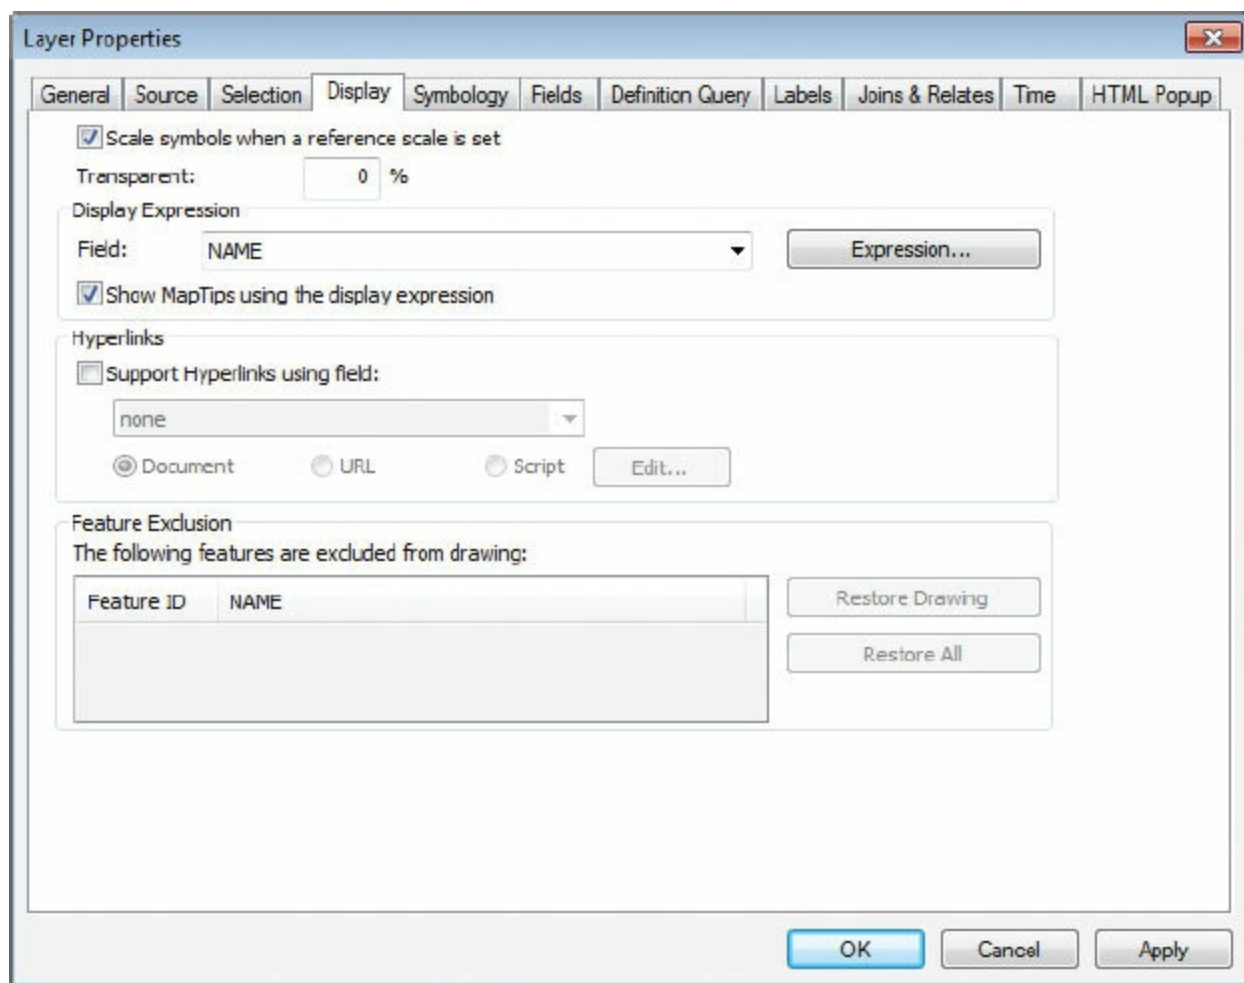 Layer Properties
General Source Selection Display Symbology Fields Definition Query Labels Joins & Relates Time HTML Popup
Scale symbols when a reference scale is set
Transparent: 0 %
Display Expression
Field: NAME Expression...
Show MapTips using the display expression
Hyperlinks
Support Hyperlinks using field:
none
Document URL Script Edit...
Feature Exclusion
The following features are excluded from drawing:
Feature ID NAME Restore Drawing
Restore All
OK Cancel Apply